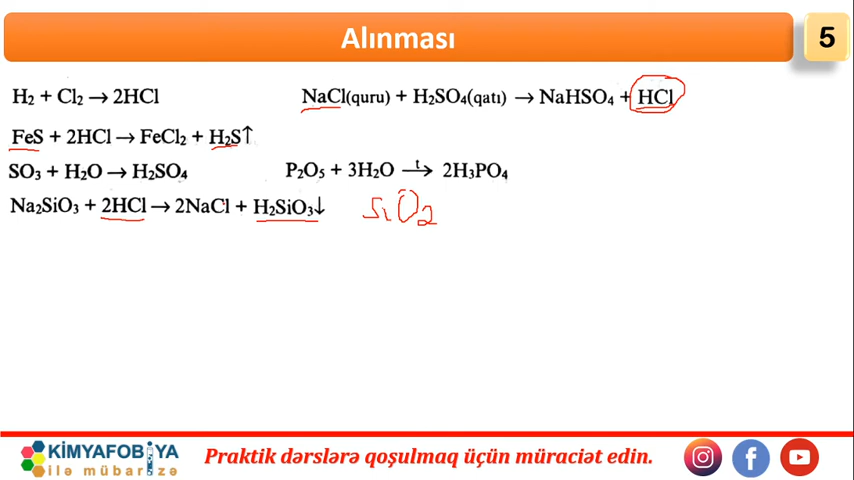 Alınması
5
H₂ + Cl₂ → 2HCl
NaCl(quru) + H₂SO₄(qatı) → NaHSO₄ + HCl
FeS + 2HCl → FeCl₂ + H₂S↑
SO₃ + H₂O → H₂SO₄
P₂O₅ + 3H₂O –t→ 2H₃PO₄
Na₂SiO₃ + 2HCl → 2NaCl + H₂SiO₃↓
SiO₂
KİMYAFOBİYA
ilə mübarizə
Praktik dərslərə qoşulmaq üçün müraciət edin.